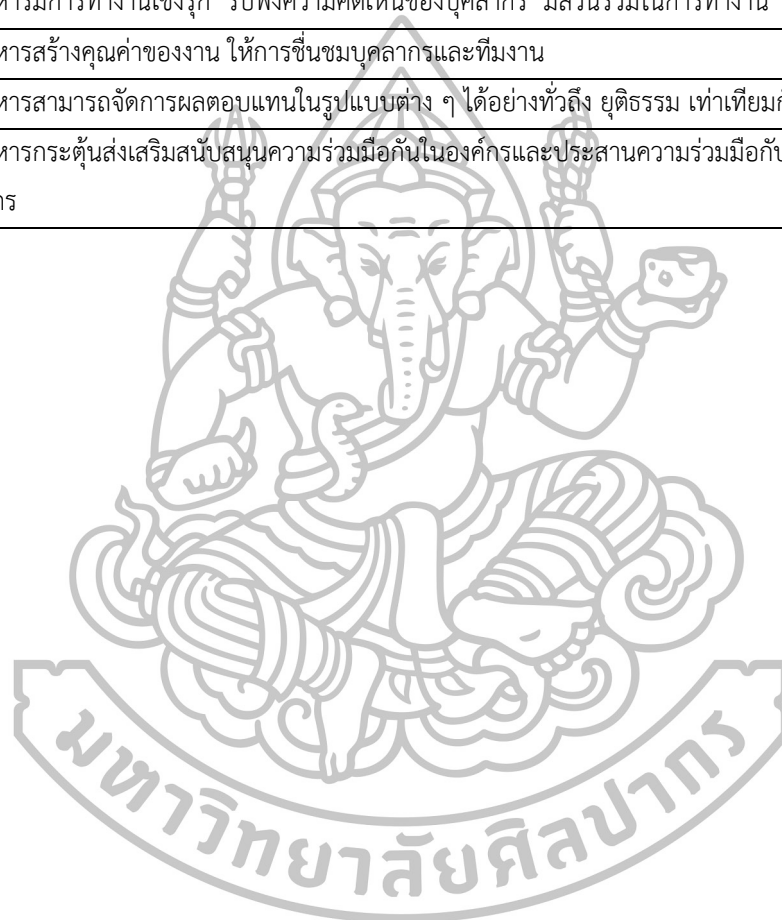 หารมีการทำงานเชิงรุก รับฟังความคิดเห็นของบุคลากร มีส่วนร่วมในการทำงาน
หารสร้างคุณค่าของงาน ให้การชื่นชมบุคลากรและทีมงาน
หารสามารถจัดการผลตอบแทนในรูปแบบต่าง ๆ ได้อย่างทั่วถึง ยุติธรรม เท่าเทียมก
หารกระตุ้นส่งเสริมสนับสนุนความร่วมมือกันในองค์กรและประสานความร่วมมือกับ
าร
มหาวิทยาลัยศิลปากร